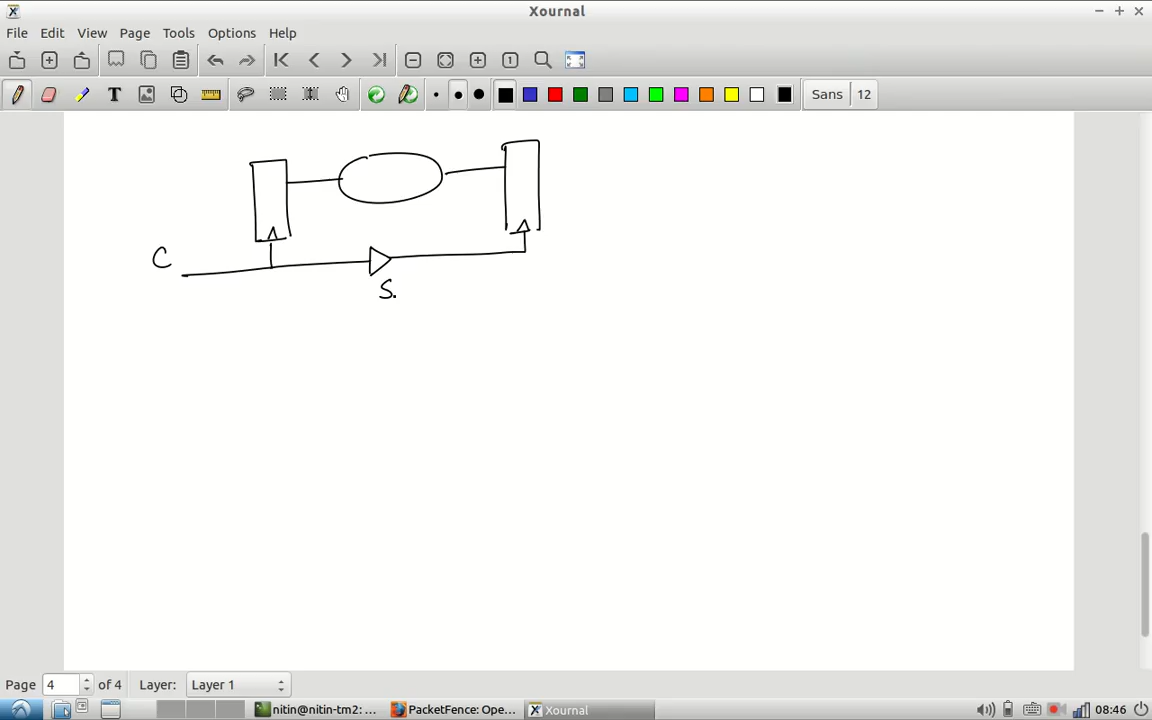 Xournal
File Edit View Page Tools Options Help
Sans 12
C
S.
Page 4 of 4 Layer: Layer 1
nitin@nitin-tm2: ... PacketFence: Ope... Xournal 08:46